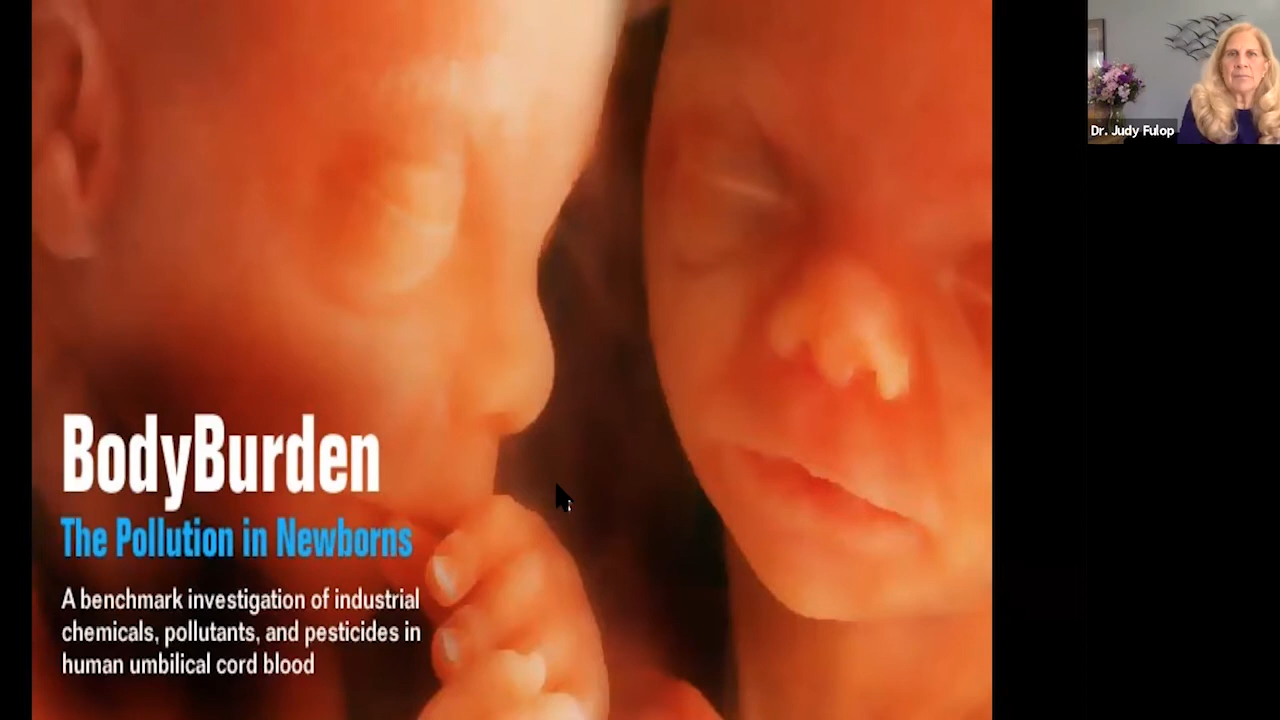 BodyBurden
The Pollution in Newborns
A benchmark investigation of industrial
chemicals, pollutants, and pesticides in
human umbilical cord blood
Dr. Judy Fulop